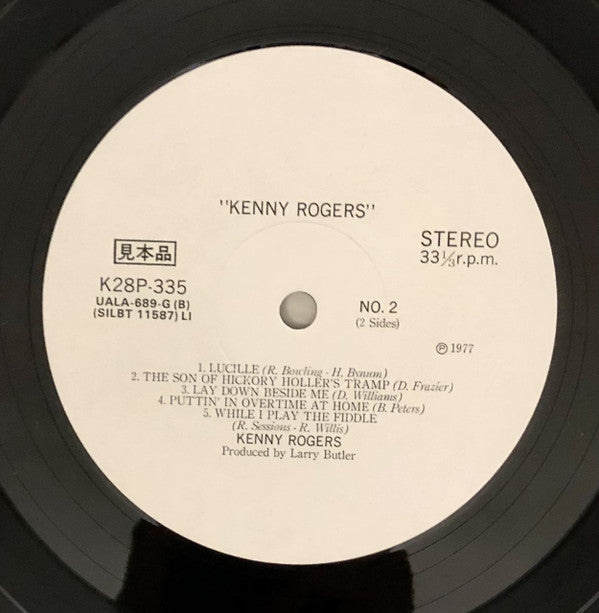 "KENNY ROGERS"
見本品
K28P-335
UALA-689-G (B)
(SILBT 11587) LI
STEREO
33⅓r.p.m.
NO. 2
(2 Sides)
Ⓟ 1977
1. LUCILLE (R. Bowling - H. Bynum)
2. THE SON OF HICKORY HOLLER'S TRAMP (D. Frazier)
3. LAY DOWN BESIDE ME (D. Williams)
4. PUTTIN' IN OVERTIME AT HOME (B. Peters)
5. WHILE I PLAY THE FIDDLE
(R. Sessions - R. Willis)
KENNY ROGERS
Produced by Larry Butler